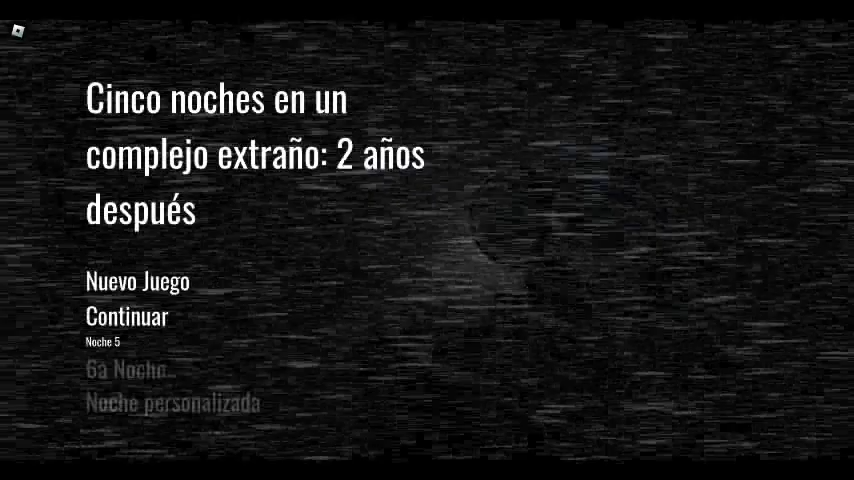 Cinco noches en un
complejo extraño: 2 años
después
Nuevo Juego
Continuar
Noche 5
6a Noche
Noche personalizada